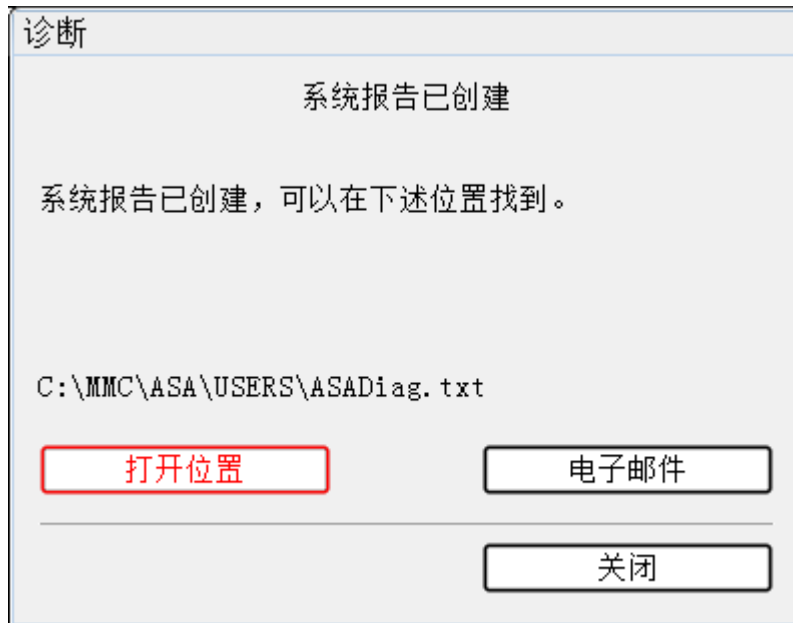 诊断
系统报告已创建
系统报告已创建，可以在下述位置找到。
C:\MMC\ASA\USERS\ASADiag.txt
打开位置
电子邮件
关闭